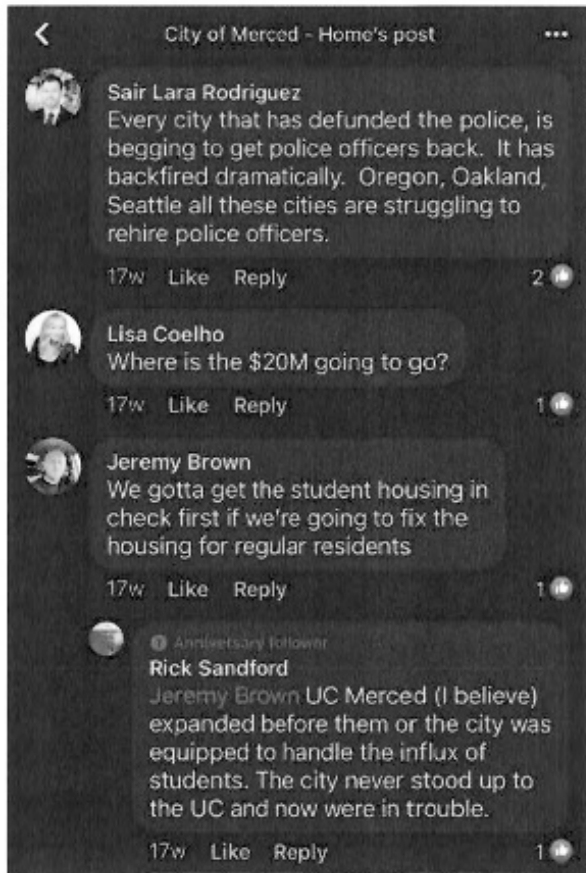 City of Merced - Home's post
Sair Lara Rodriguez
Every city that has defunded the police, is
begging to get police officers back. It has
backfired dramatically. Oregon, Oakland,
Seattle all these cities are struggling to
rehire police officers.
17w Like Reply 2
Lisa Coelho
Where is the $20M going to go?
17w Like Reply 1
Jeremy Brown
We gotta get the student housing in
check first if we're going to fix the
housing for regular residents
17w Like Reply 1
Anniversary follower
Rick Sandford
Jeremy Brown UC Merced (I believe)
expanded before them or the city was
equipped to handle the influx of
students. The city never stood up to
the UC and now were in trouble.
17w Like Reply 1